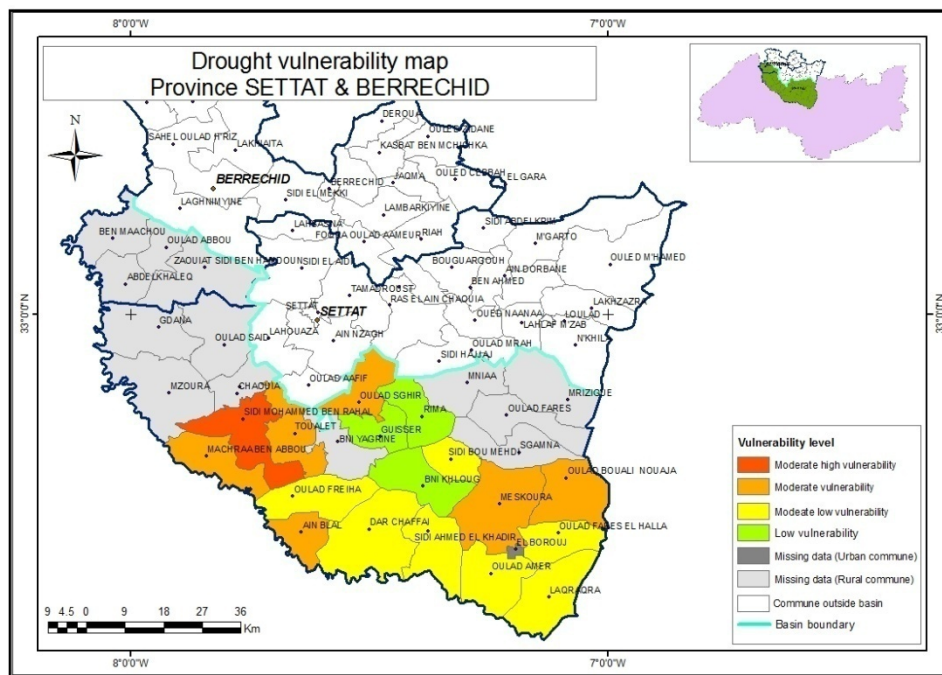 8°0'0"W 7°0'0"W
Drought vulnerability map
Province SETTAT & BERRECHID
N
DEROUA
SAHEL OULAD H'RIZ
LAKHAITA
KASBAT BEN MCHICHKA
BERRECHID
BERRECHID
JAQMA
OULED CEBBAH
EL GARA
SIDI EL MEKKI
LAGHNIMYINE
LAMBARKIYINE
SIDI ABDELKRIM
BEN MAACHOU
OULAD ABBOU
RIAH
M'GARTO
ZAOUIAT SIDI BEN HAMDOUN
SIDI EL AIDI
BOUGUARGOUH
AIN DORBANE
OULED M'HAMED
ABDELKHALEQ
TAMADROST
BEN AHMED
SETTAT
SETTAT
RAS EL AIN CHAOUIA
LAKHZAZRA
33°0'0"N 33°0'0"N
GDANA
OUED NAANAA
LOULAD
LAHLAF M'ZAB
OULAD SAID
LAHOUAZA
AIN NZAGH
OULAD MRAH
N'KHILA
SIDI HAJJAJ
OULAD AAFIF
MNIAA
MZOURA
CHAOUIA
OULAD SGHIR
MRIZIGUE
SIDI MOHAMMED BEN RAHAL
RIMA
OULAD FARES
TOUALET
GUISSER
BNI YAGRINE
MACHRAA BEN ABBOU
SIDI BOU MEHDI
SGAMNA
OULAD BOUALI NOUAJA
BNI KHLOUG
OULAD FREIHA
MESKOURA
AIN BLAL
DAR CHAFFAI
SIDI AHMED EL KHADIR
OULAD FARES EL HALLA
EL BOROUJ
OULAD AMER
LAQRAQRA
9 4.5 0 9 18 27 36
Km
Vulnerability level
Moderate high vulnerability
Moderate vulnerability
Modeate low vulnerability
Low vulnerability
Missing data (Urban commune)
Missing data (Rural commune)
Commune outside basin
Basin boundary
8°0'0"W 7°0'0"W